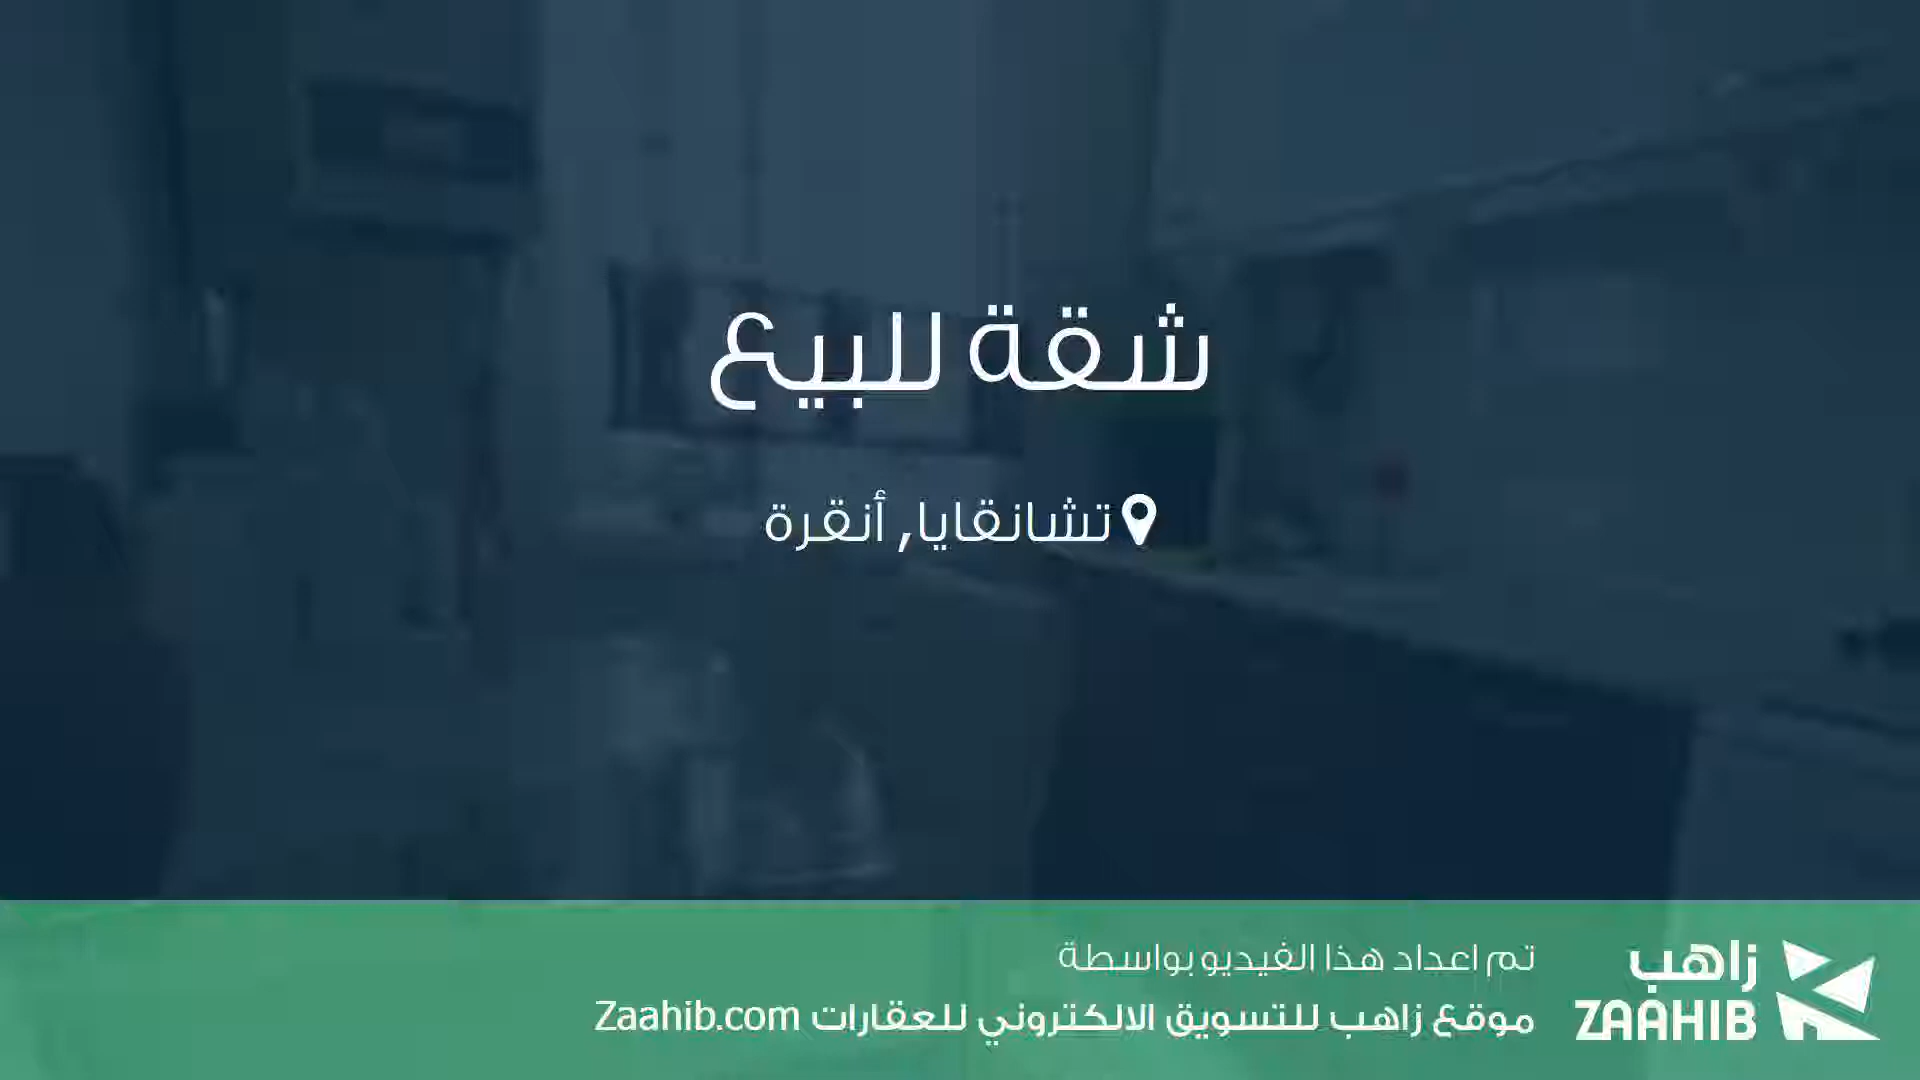 شقة للبيع
تشانقايا, أنقرة
تم اعداد هذا الفيديو بواسطة
موقع زاهب للتسويق الالكتروني للعقارات Zaahib.com
زاهب
ZAAHIB